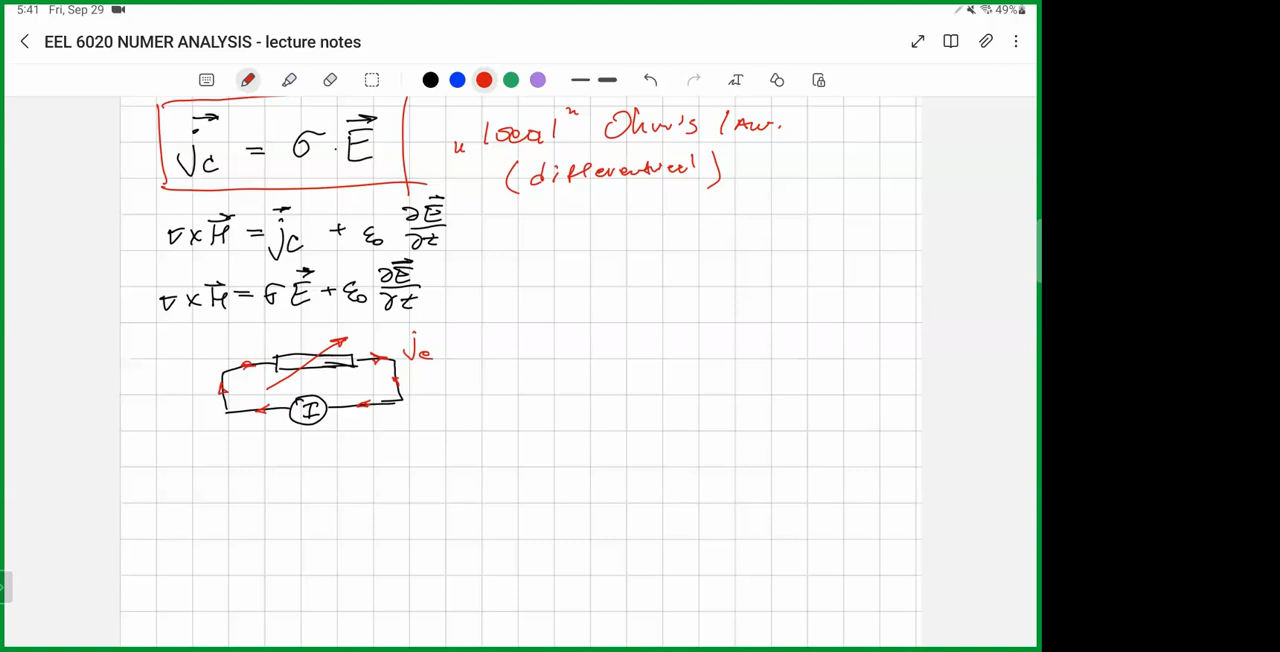 5:41 Fri, Sep 29
49%
EEL 6020 NUMER ANALYSIS - lecture notes
j⃗c = σ · E⃗
"local" Ohm's law.
(differential)
∇ × H⃗ = j⃗c + ε₀ ∂E⃗/∂t
∇ × H⃗ = σE⃗ + ε₀ ∂E⃗/∂t
jc
I